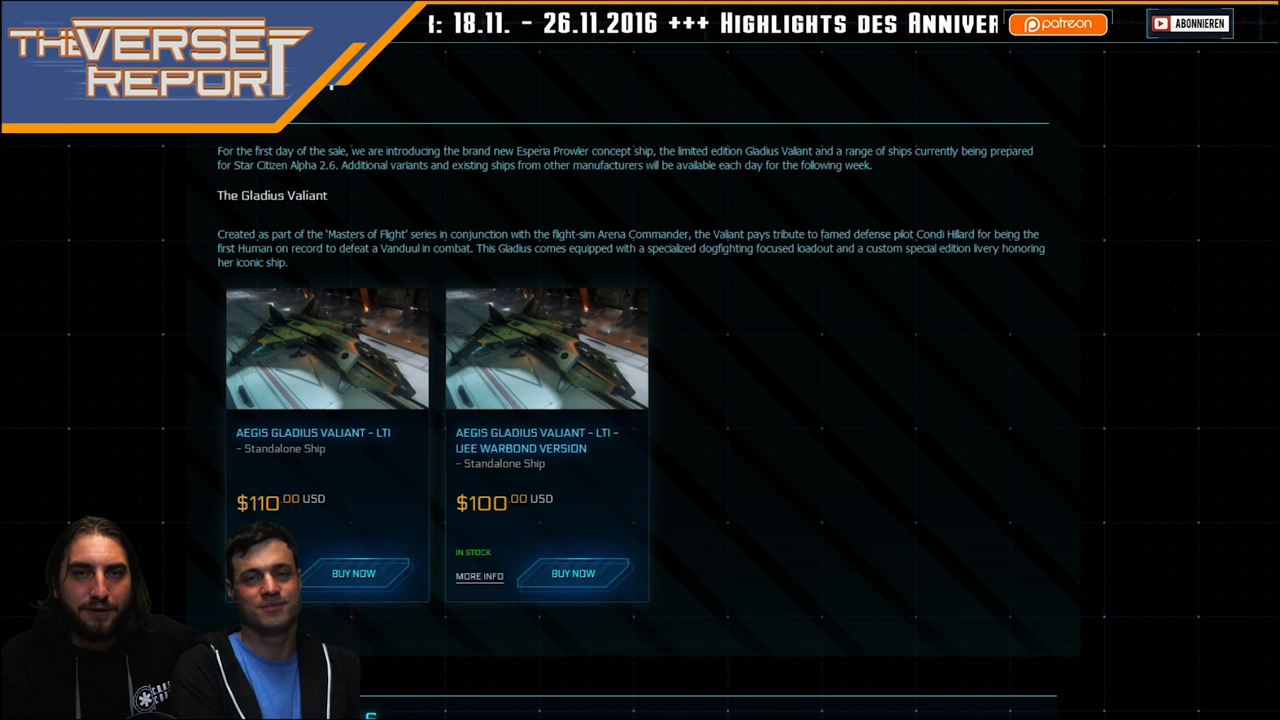 THE VERSE
REPORT
: 18.11. - 26.11.2016 +++ Highlights des Anniver
patreon
ABONNIEREN
For the first day of the sale, we are introducing the brand new Esperia Prowler concept ship, the limited edition Gladius Valiant and a range of ships currently being prepared
for Star Citizen Alpha 2.6. Additional variants and existing ships from other manufacturers will be available each day for the following week.
The Gladius Valiant
Created as part of the 'Masters of Flight' series in conjunction with the flight-sim Arena Commander, the Valiant pays tribute to famed defense pilot Condi Hillard for being the
first Human on record to defeat a Vanduul in combat. This Gladius comes equipped with a specialized dogfighting focused loadout and a custom special edition livery honoring
her iconic ship.
AEGIS GLADIUS VALIANT - LTI
- Standalone Ship
$110.00 USD
BUY NOW
AEGIS GLADIUS VALIANT - LTI -
UEE WARBOND VERSION
- Standalone Ship
$100.00 USD
IN STOCK
MORE INFO
BUY NOW